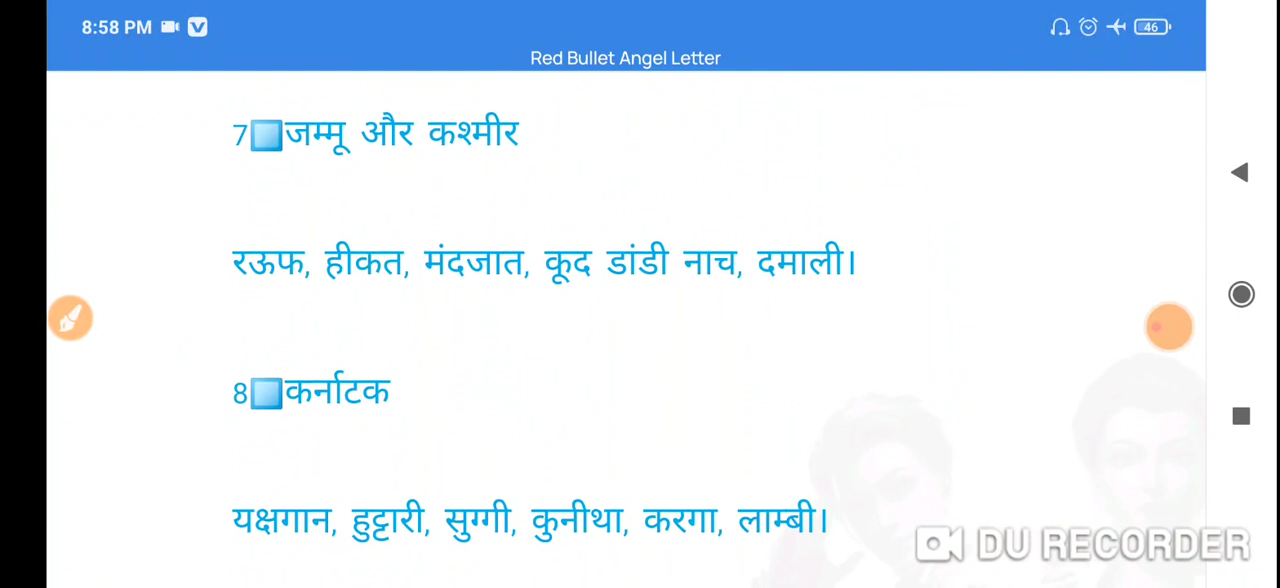 8:58 PM
46
Red Bullet Angel Letter
7 जम्मू और कश्मीर
रऊफ, हीकत, मंदजात, कूद डांडी नाच, दमाली।
8 कर्नाटक
यक्षगान, हुट्टारी, सुग्गी, कुनीथा, करगा, लाम्बी।
DU RECORDER